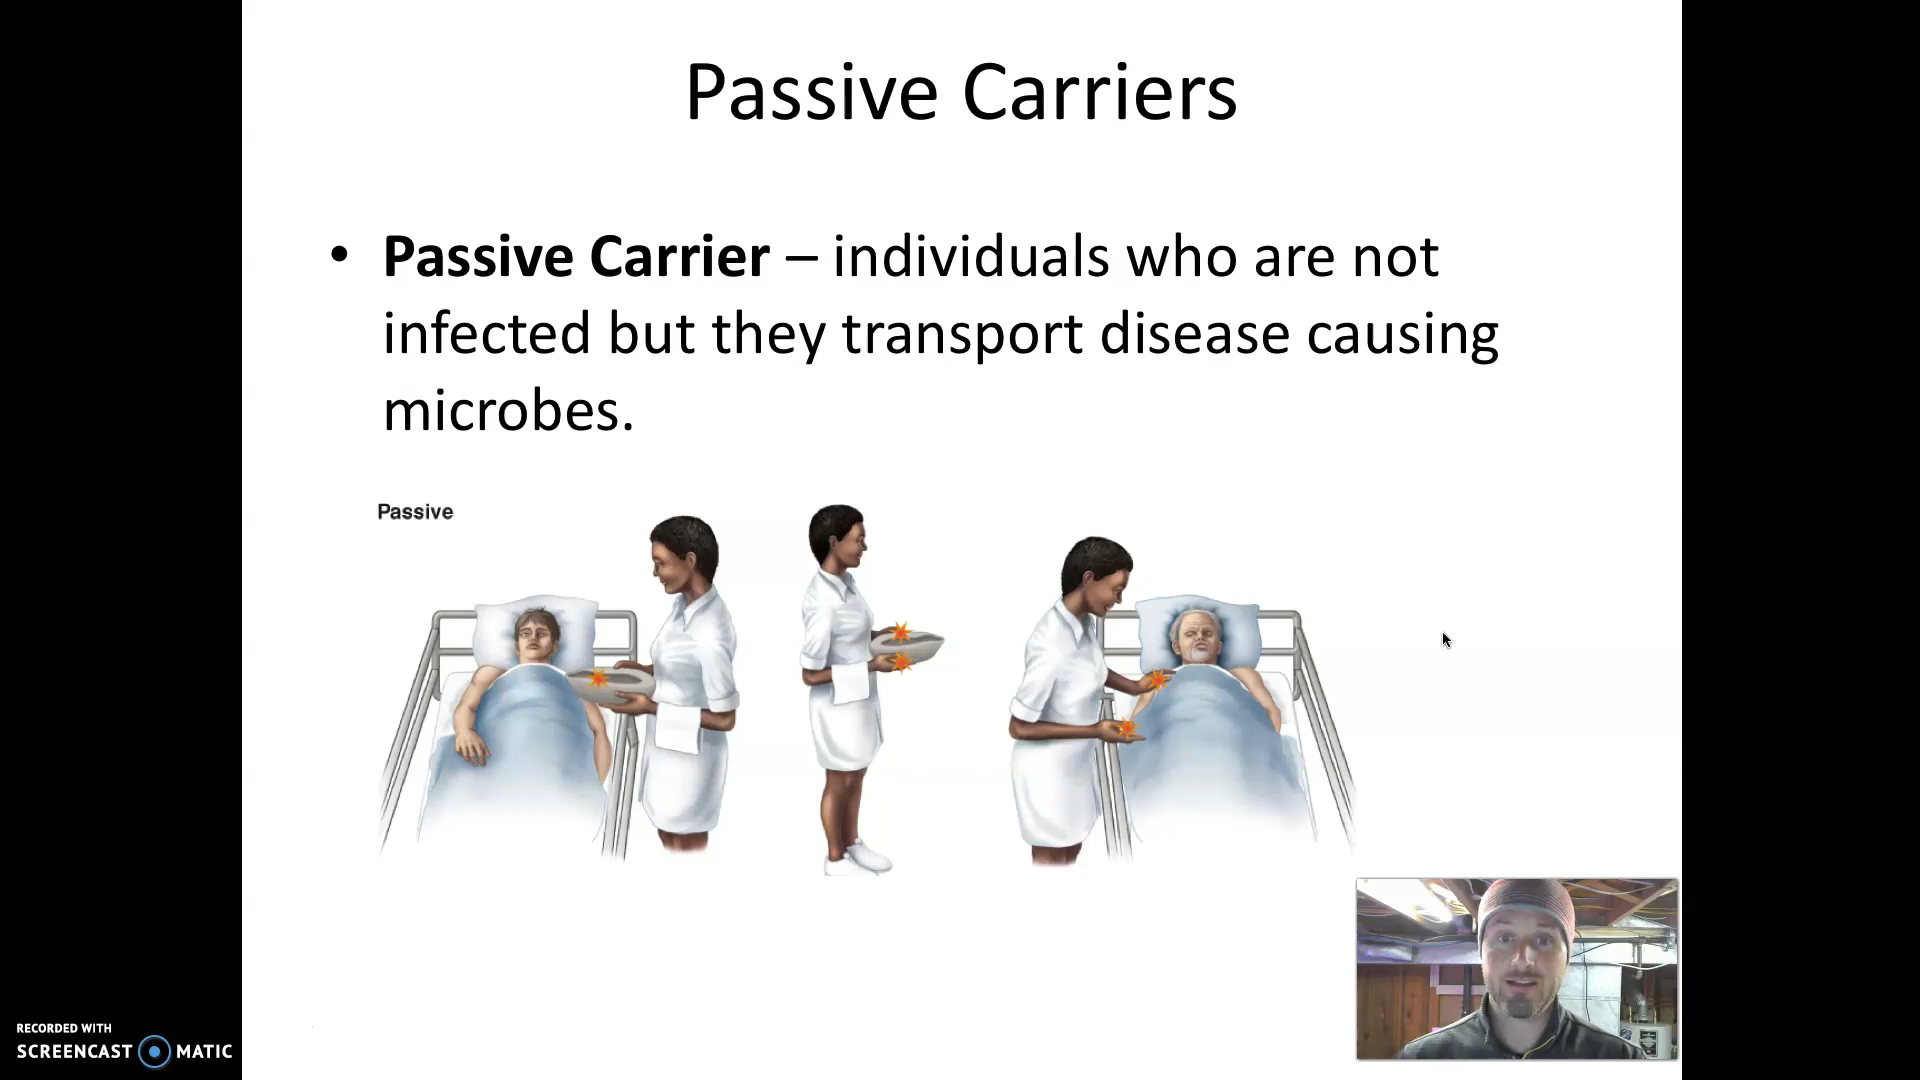 Passive Carriers
• Passive Carrier – individuals who are not
infected but they transport disease causing
microbes.
Passive
RECORDED WITH
SCREENCAST MATIC